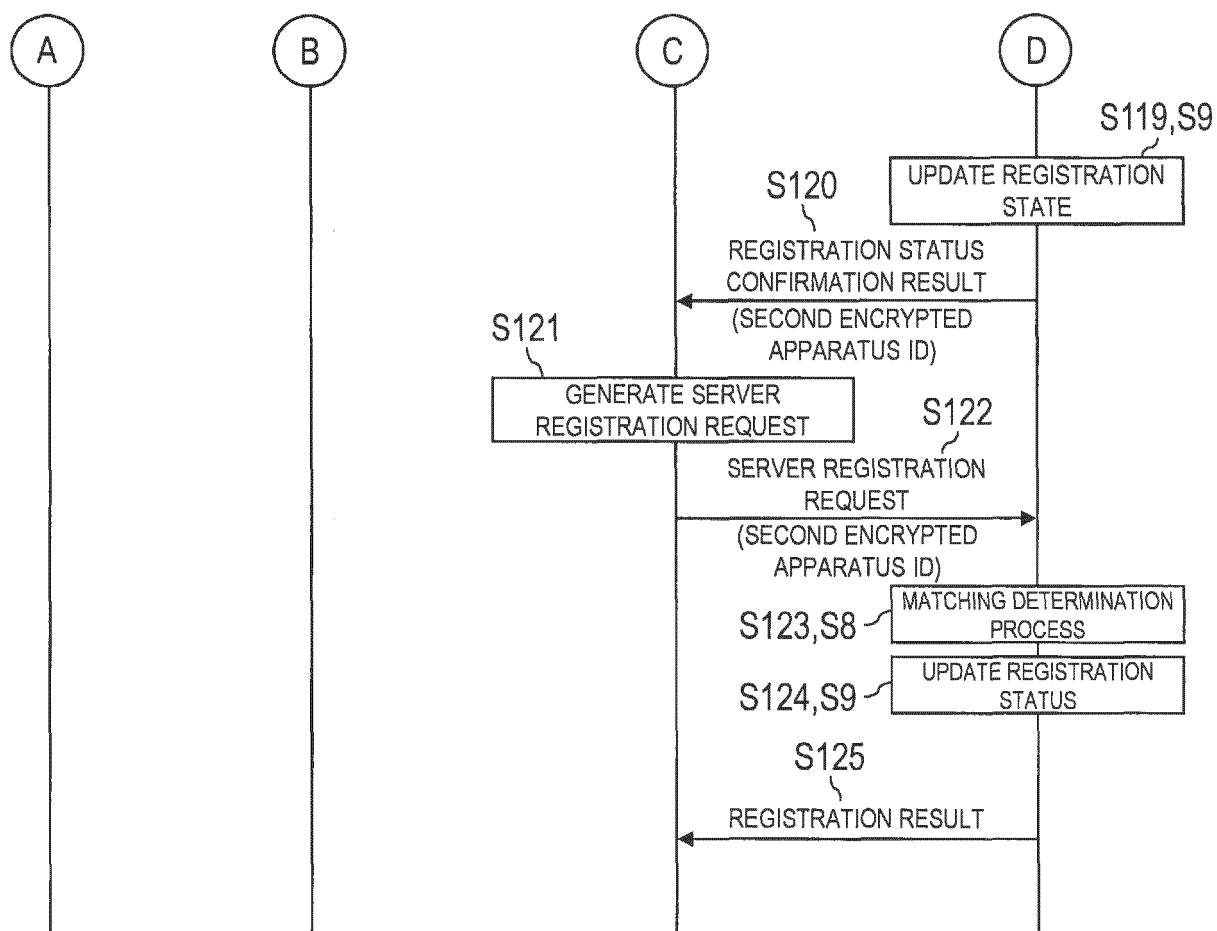 A
B
C
D
S119,S9
UPDATE REGISTRATION
STATE
S120
REGISTRATION STATUS
CONFIRMATION RESULT
(SECOND ENCRYPTED
APPARATUS ID)
S121
GENERATE SERVER
REGISTRATION REQUEST
S122
SERVER REGISTRATION
REQUEST
(SECOND ENCRYPTED
APPARATUS ID)
S123,S8
MATCHING DETERMINATION
PROCESS
S124,S9
UPDATE REGISTRATION
STATUS
S125
REGISTRATION RESULT